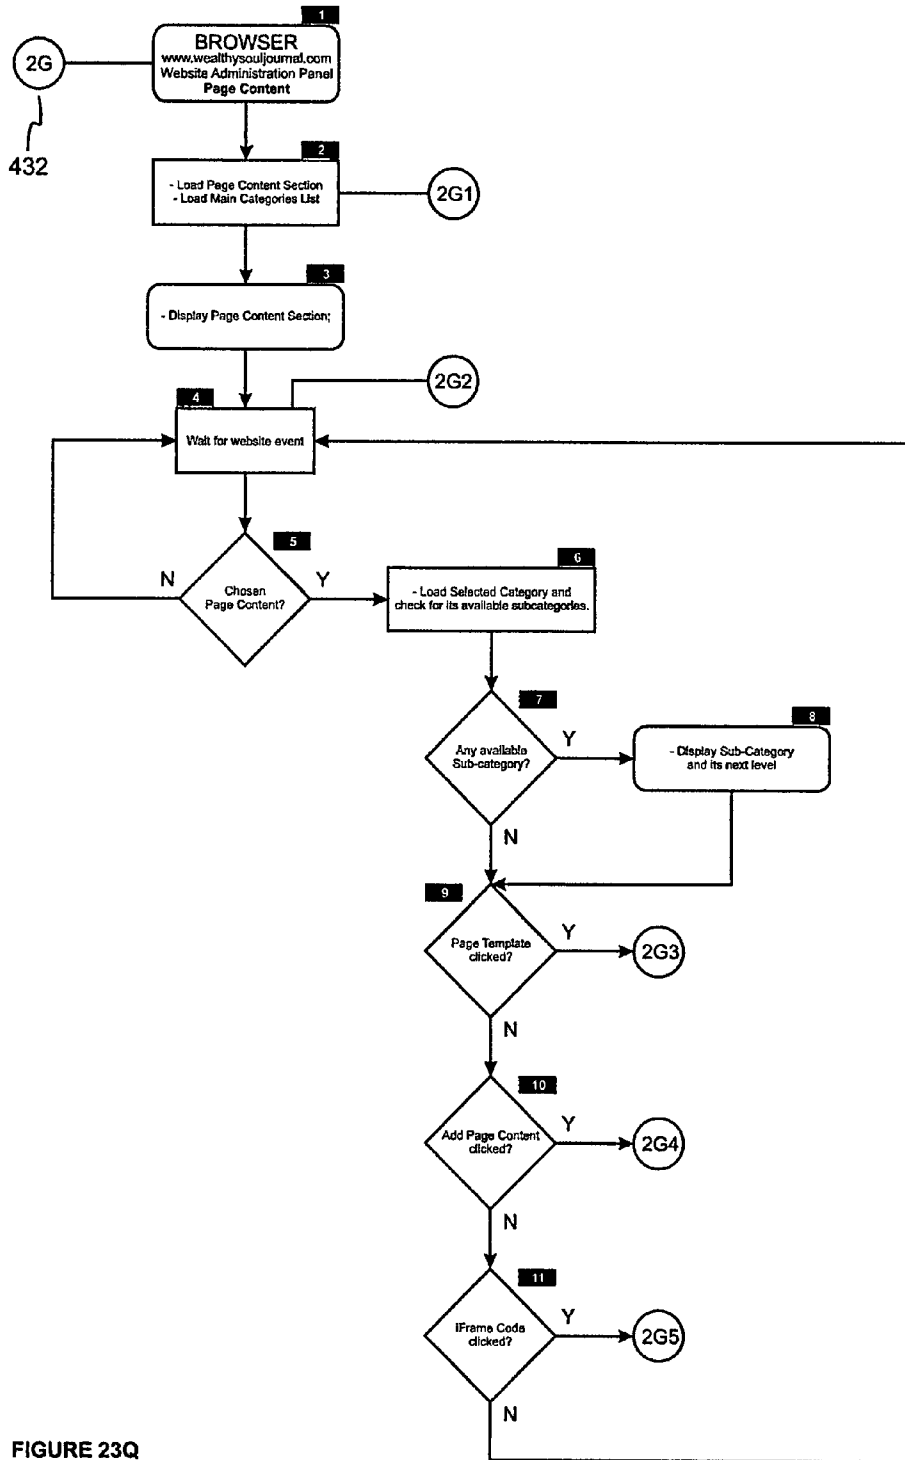 1
BROWSER
www.wealthysouljournal.com
Website Administration Panel
Page Content
2G
432
2
- Load Page Content Section
- Load Main Categories List
2G1
3
- Display Page Content Section;
2G2
4
Wait for website event
5
N
Chosen
Page Content?
Y
6
- Load Selected Category and
check for its available subcategories.
7
Any available
Sub-category?
Y
8
- Display Sub-Category
and its next level
N
9
Page Template
clicked?
Y
2G3
N
10
Add Page Content
clicked?
Y
2G4
N
11
iFrame Code
clicked?
Y
2G5
N
FIGURE 23Q